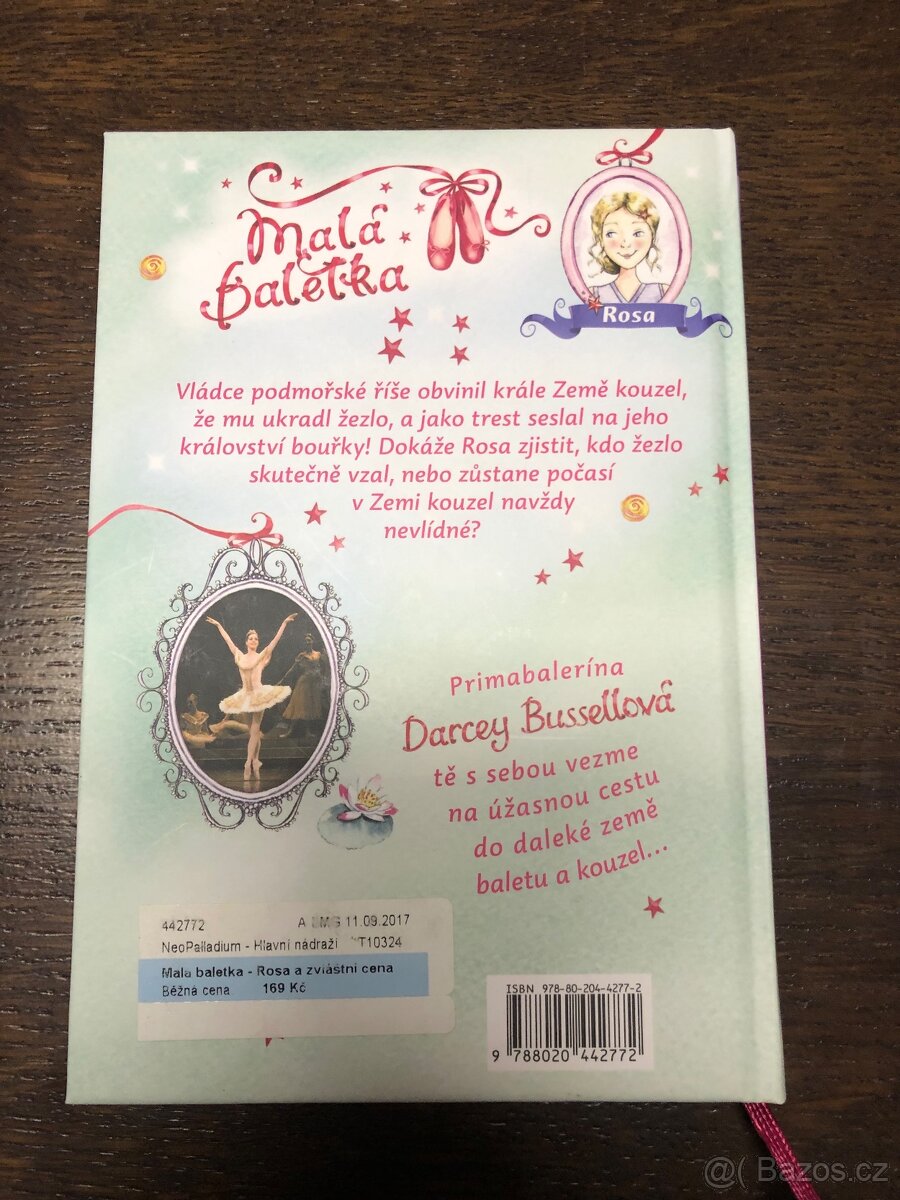 Malá
baletka
Rosa
Vládce podmořské říše obvinil krále Země kouzel,
že mu ukradl žezlo, a jako trest seslal na jeho
království bouřky! Dokáže Rosa zjistit, kdo žezlo
skutečně vzal, nebo zůstane počasí
v Zemi kouzel navždy
nevlídné?
Primabalerína
Darcey Bussellová
tě s sebou vezme
na úžasnou cestu
do daleké země
baletu a kouzel...
442772 A 11.09.2017
NeoPalladium - Hlavní nádraží T10324
Mala baletka - Rosa a zvláštní cena
Běžná cena 169 Kč
ISBN 978-80-204-4277-2
9 788020 442772
@( Bazos.cz